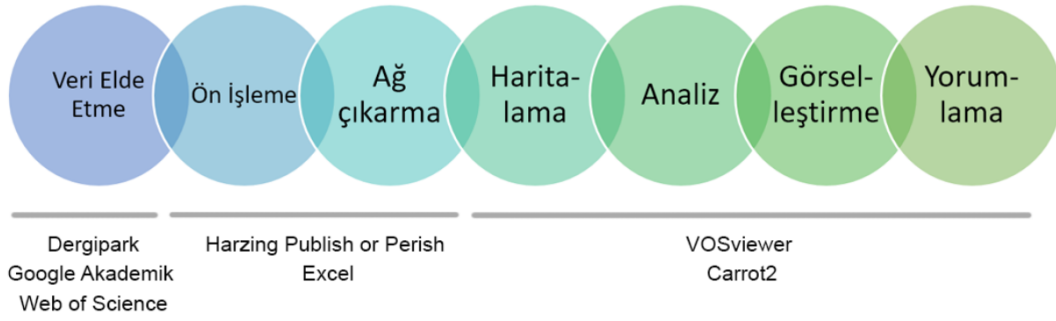 Veri Elde
Etme
Ön İşleme
Ağ
çıkarma
Harita-
lama
Analiz
Görsel-
leştirme
Yorum-
lama
Dergipark
Google Akademik
Web of Science
Harzing Publish or Perish
Excel
VOSviewer
Carrot2